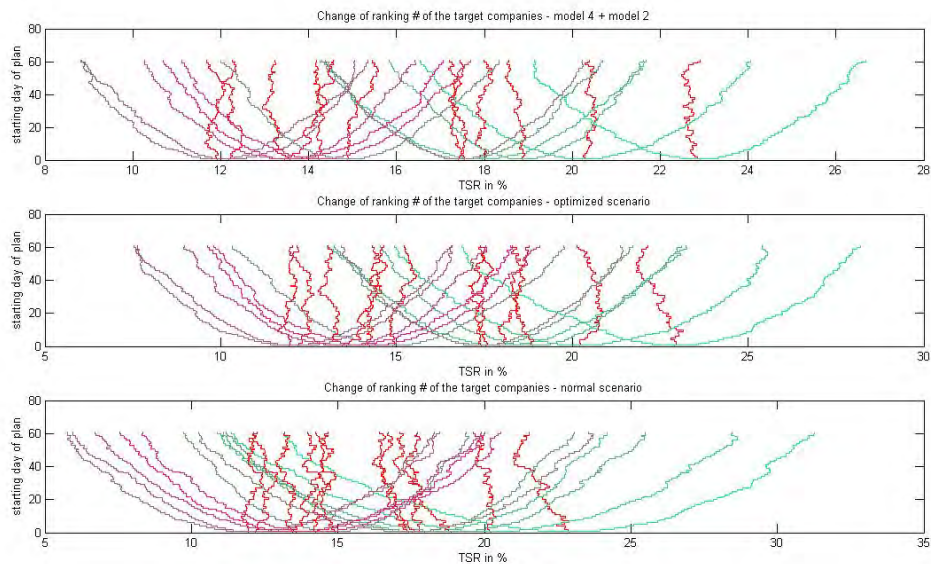 Change of ranking # of the target companies - model 4 + model 2
80
60
40
20
0
starting day of plan
8 10 12 14 16 18 20 22 24 26 28
TSR in %
Change of ranking # of the target companies - optimized scenario
80
60
40
20
0
starting day of plan
5 10 15 20 25 30
TSR in %
Change of ranking # of the target companies - normal scenario
80
60
40
20
0
starting day of plan
5 10 15 20 25 30 35
TSR in %